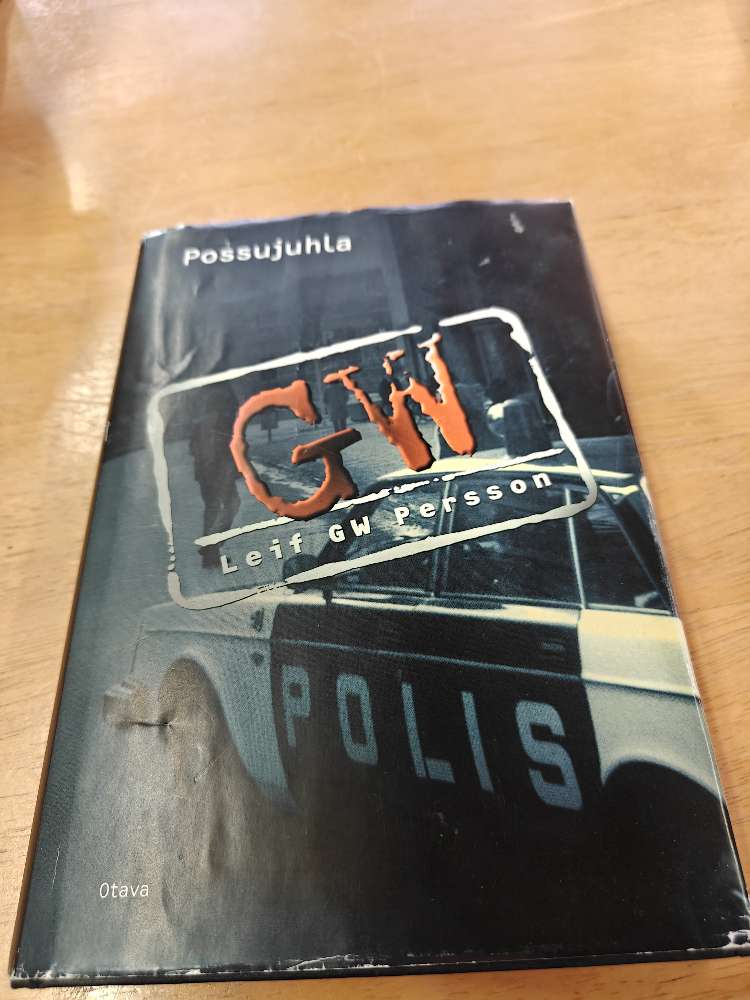 Possujuhla
GW
Leif GW Persson
POLIS
Otava